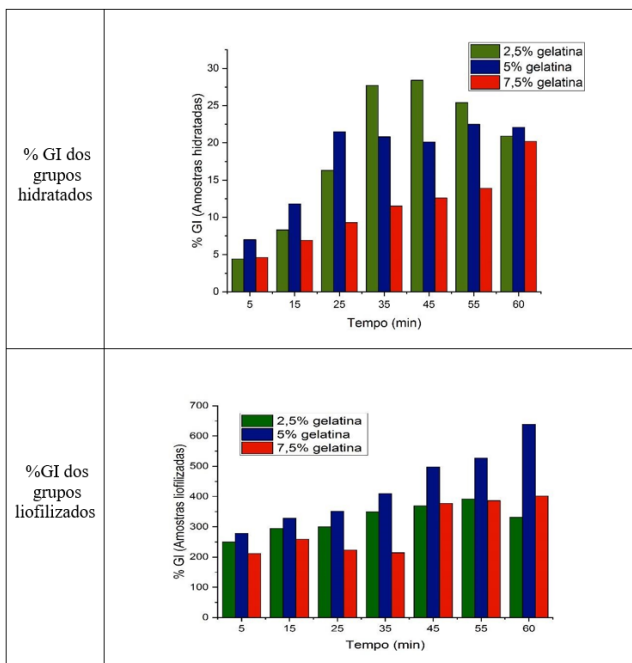 % GI dos
grupos
hidratados
% GI (Amostras hidratadas)
30
25
20
15
10
5
0
2,5% gelatina
5% gelatina
7,5% gelatina
5 15 25 35 45 55 60
Tempo (min)
%GI dos
grupos
liofilizados
% GI (Amostras liofilizadas)
700
600
500
400
300
200
100
0
2,5% gelatina
5% gelatina
7,5% gelatina
5 15 25 35 45 55 60
Tempo (min)